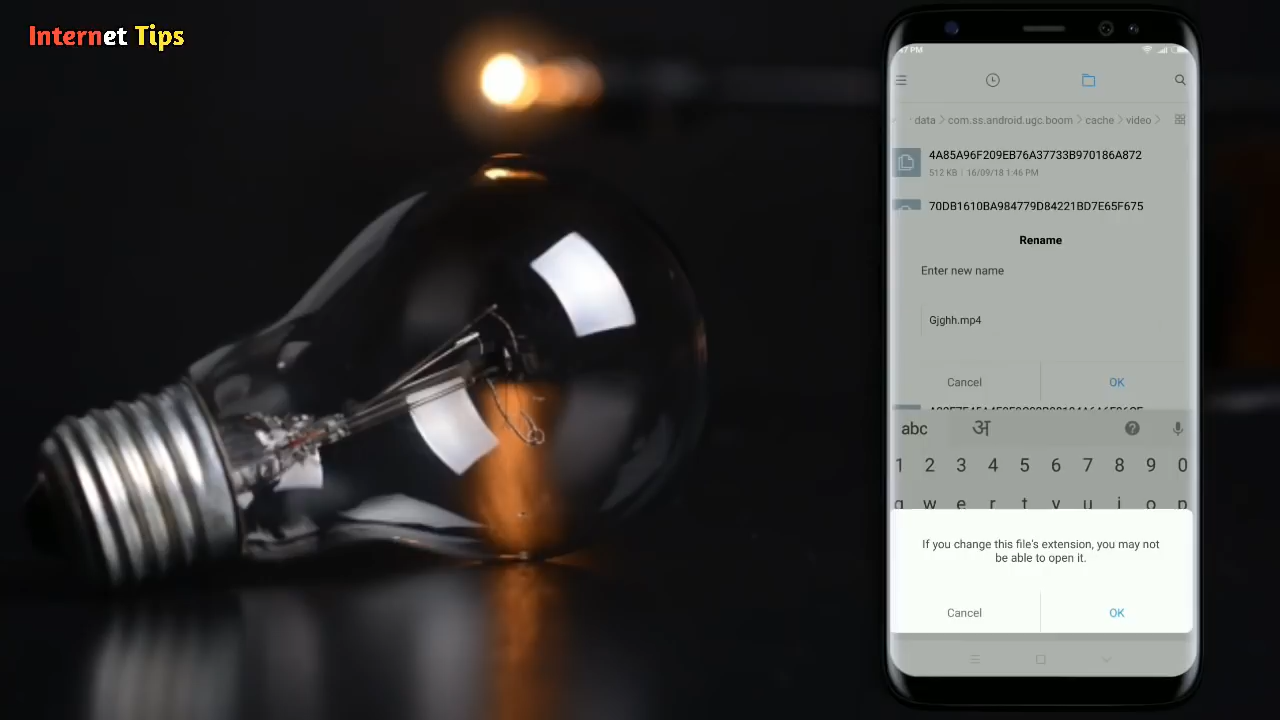 Internet Tips
47 PM
data > com.ss.android.ugc.boom > cache > video >
4A85A96F209EB76A37733B970186A872
512 KB | 16/09/18 1:46 PM
70DB1610BA984779D84221BD7E65F675
Rename
Enter new name
Gjghh.mp4
Cancel OK
abc अ ?
1 2 3 4 5 6 7 8 9 0
q w e r t y u i o p
If you change this file's extension, you may not
be able to open it.
Cancel OK